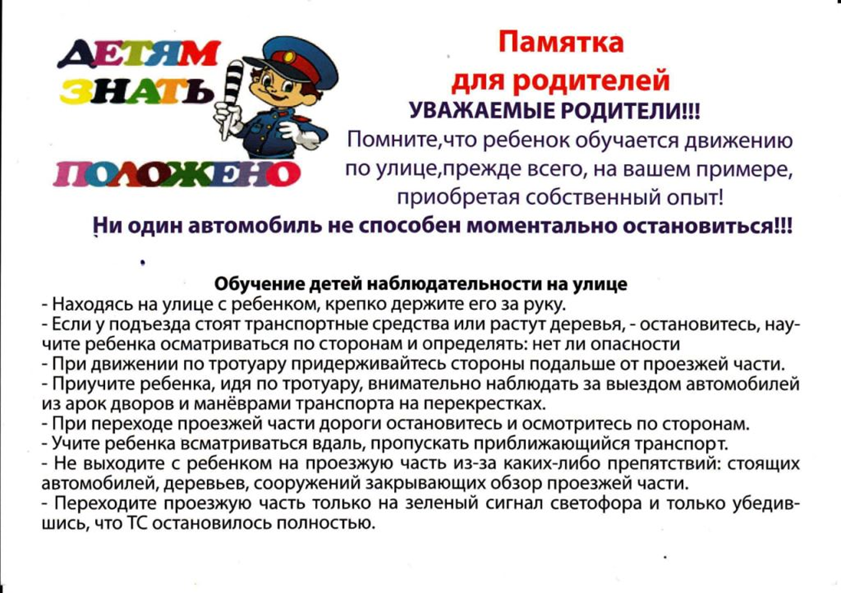 ДЕТЯМ
ЗНАТЬ
ПОЛОЖЕНО
Памятка
для родителей
УВАЖАЕМЫЕ РОДИТЕЛИ!!!
Помните,что ребенок обучается движению
по улице,прежде всего, на вашем примере,
приобретая собственный опыт!
Ни один автомобиль не способен моментально остановиться!!!
Обучение детей наблюдательности на улице
- Находясь на улице с ребенком, крепко держите его за руку.
- Если у подъезда стоят транспортные средства или растут деревья, - остановитесь, нау-
чите ребенка осматриваться по сторонам и определять: нет ли опасности
- При движении по тротуару придерживайтесь стороны подальше от проезжей части.
- Приучите ребенка, идя по тротуару, внимательно наблюдать за выездом автомобилей
из арок дворов и манёврами транспорта на перекрестках.
- При переходе проезжей части дороги остановитесь и осмотритесь по сторонам.
- Учите ребенка всматриваться вдаль, пропускать приближающийся транспорт.
- Не выходите с ребенком на проезжую часть из-за каких-либо препятствий: стоящих
автомобилей, деревьев, сооружений закрывающих обзор проезжей части.
- Переходите проезжую часть только на зеленый сигнал светофора и только убедив-
шись, что ТС остановилось полностью.